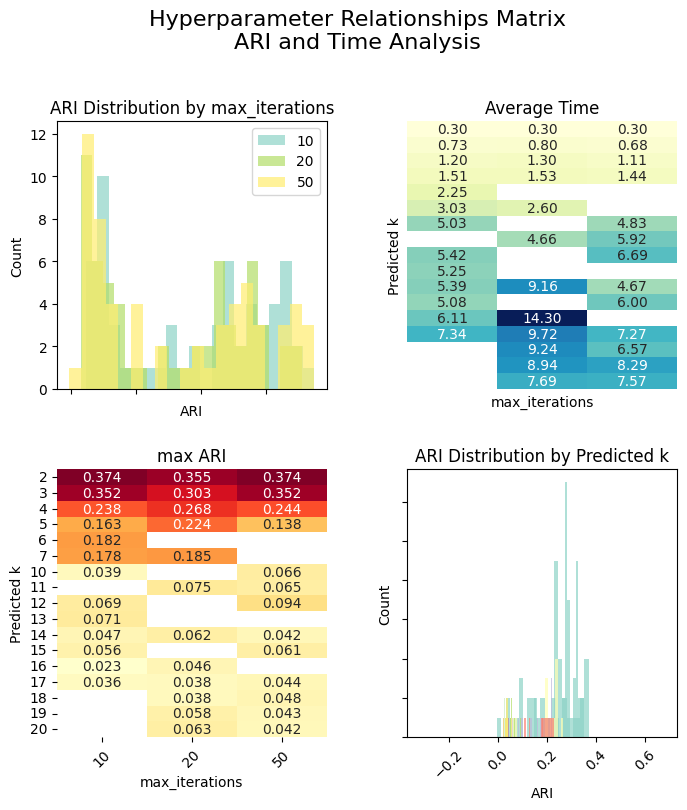 Hyperparameter Relationships Matrix
ARI and Time Analysis
ARI Distribution by max_iterations
12
10
8
6
4
2
0
Count
ARI
10
20
50
Average Time
Predicted k
0.30 0.30 0.30
0.73 0.80 0.68
1.20 1.30 1.11
1.51 1.53 1.44
2.25
3.03 2.60
5.03 4.83
4.66 5.92
5.42 6.69
5.25
5.39 9.16 4.67
5.08 6.00
6.11 14.30
7.34 9.72 7.27
9.24 6.57
8.94 8.29
7.69 7.57
max_iterations
max ARI
Predicted k
2 0.374 0.355 0.374
3 0.352 0.303 0.352
4 0.238 0.268 0.244
5 0.163 0.224 0.138
6 0.182
7 0.178 0.185
10 0.039 0.066
11 0.075 0.065
12 0.069 0.094
13 0.071
14 0.047 0.062 0.042
15 0.056 0.061
16 0.023 0.046
17 0.036 0.038 0.044
18 0.038 0.048
19 0.058 0.043
20 0.063 0.042
10 20 50
max_iterations
ARI Distribution by Predicted k
Count
−0.2 0.0 0.2 0.4 0.6
ARI